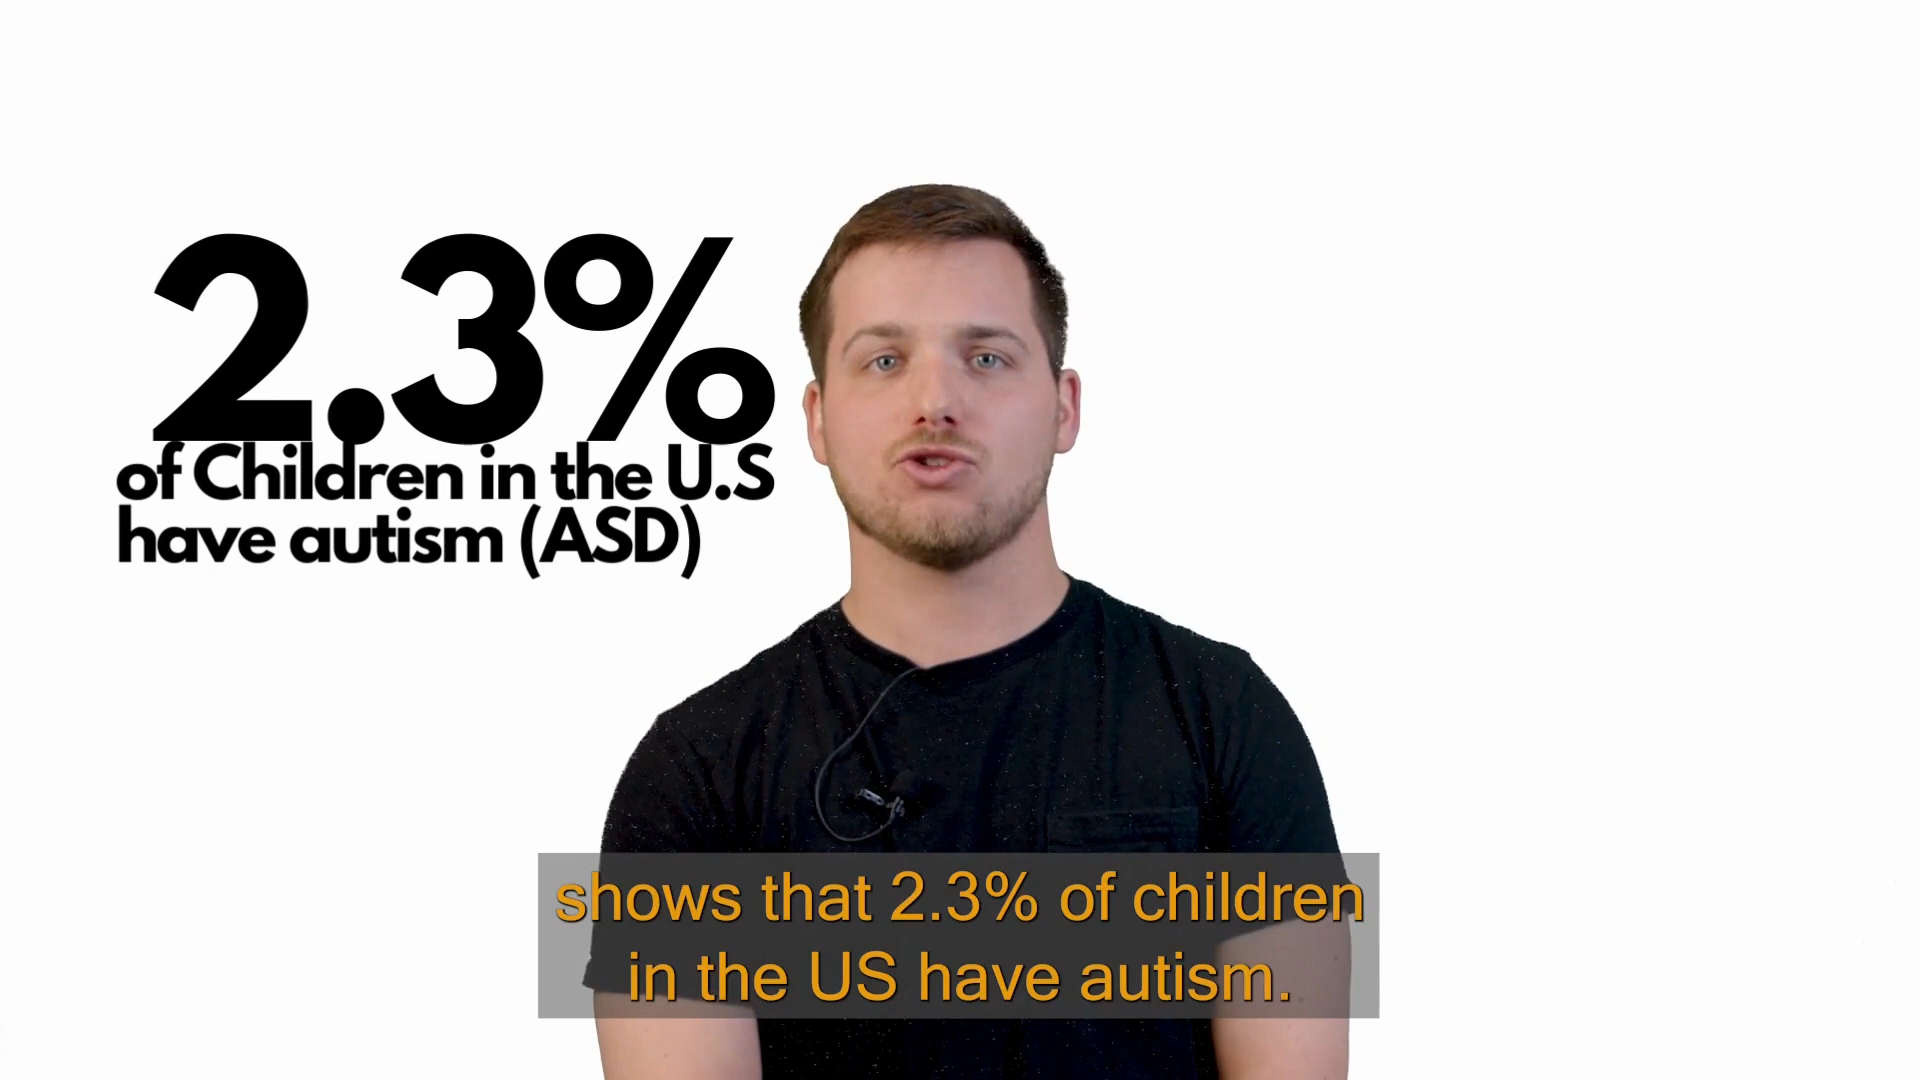 2.3%
of Children in the U.S
have autism (ASD)
shows that 2.3% of children
in the US have autism.